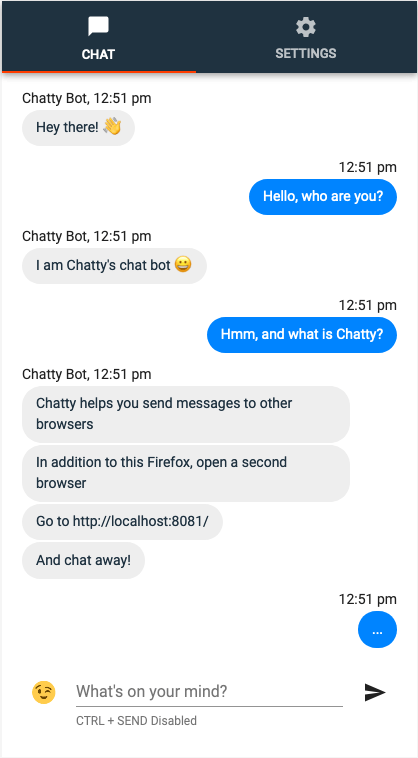 CHAT
SETTINGS
Chatty Bot, 12:51 pm
Hey there! 👋
12:51 pm
Hello, who are you?
Chatty Bot, 12:51 pm
I am Chatty's chat bot 😀
12:51 pm
Hmm, and what is Chatty?
Chatty Bot, 12:51 pm
Chatty helps you send messages to other
browsers
In addition to this Firefox, open a second
browser
Go to http://localhost:8081/
And chat away!
12:51 pm
...
What's on your mind?
CTRL + SEND Disabled